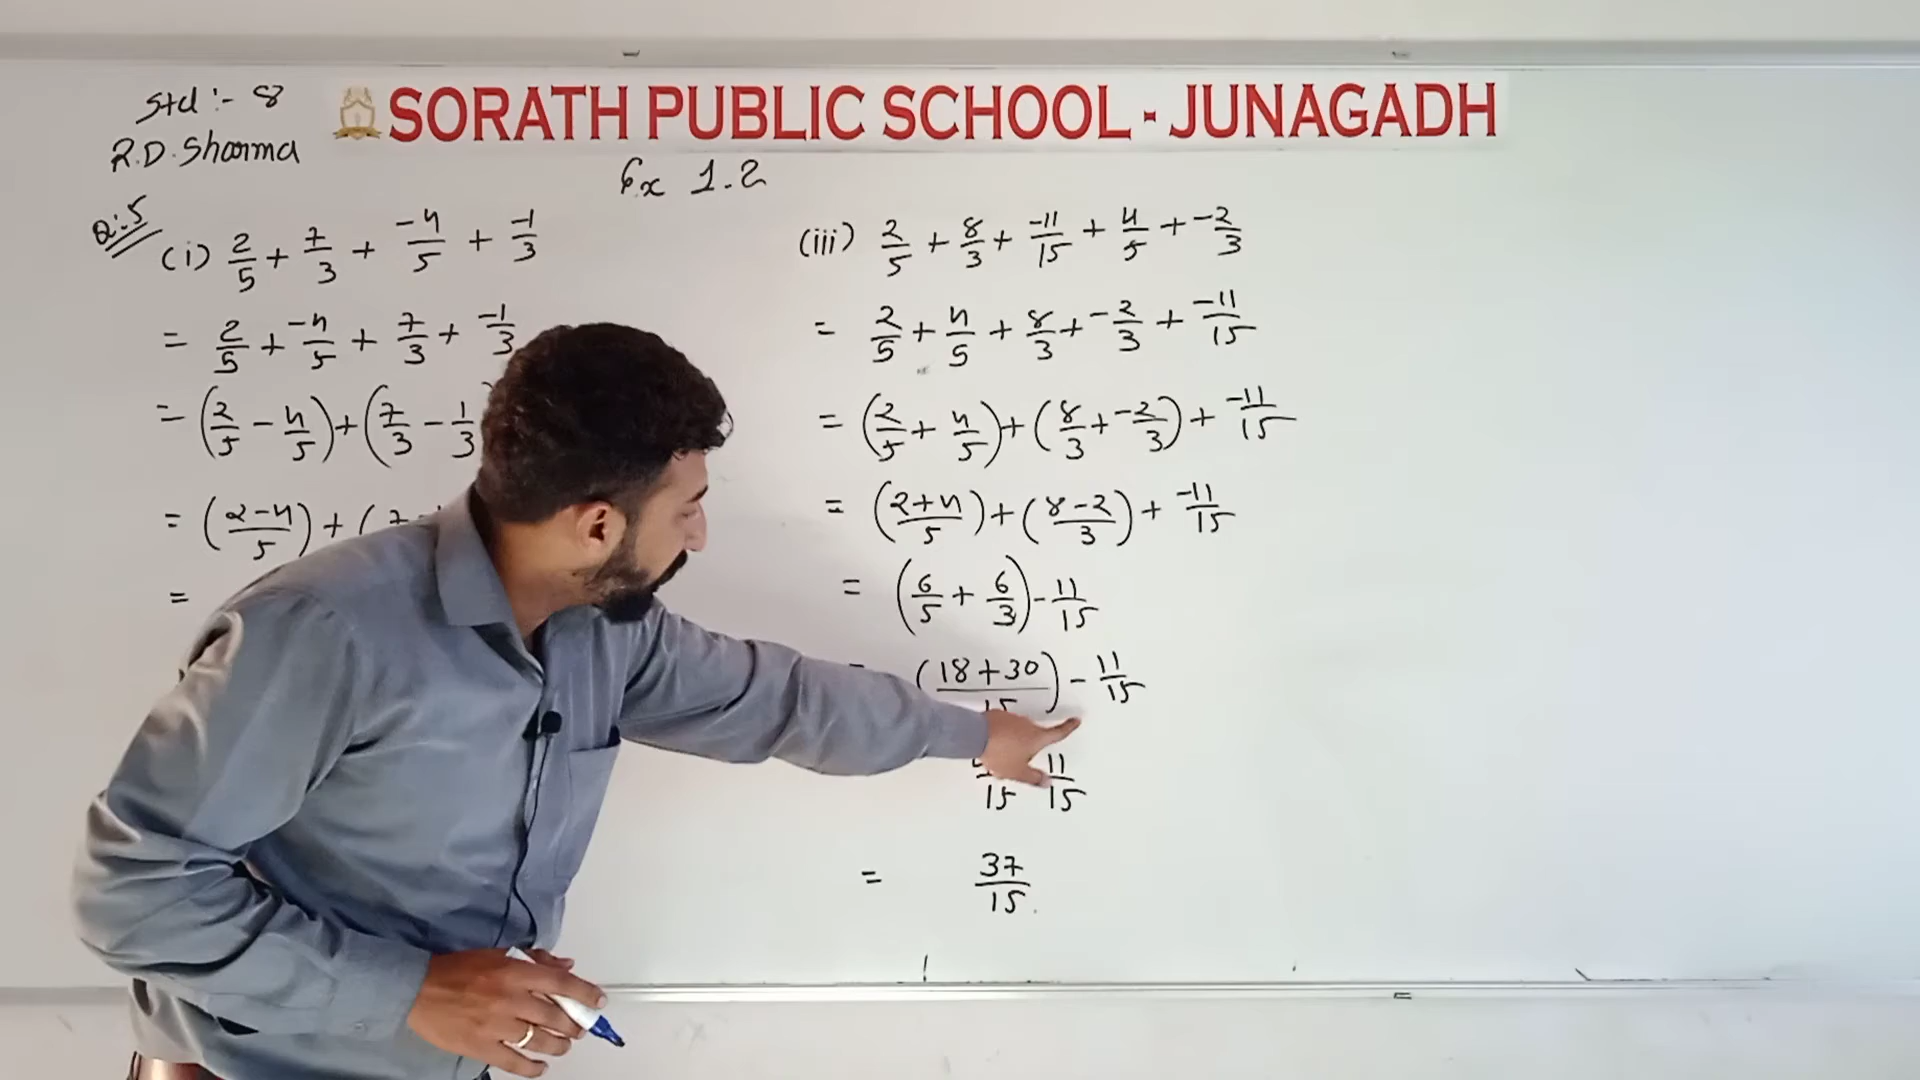 Std :- 8
R.D. Sharma
SORATH PUBLIC SCHOOL - JUNAGADH
Ex 1.2
Q:5
(i) 2/5 + 7/3 + -4/5 + -1/3
= 2/5 + -4/5 + 7/3 + -1/3
= (2/5 - 4/5) + (7/3 - 1/3
= (2-4/5) + (7-
=
(iii) 2/5 + 8/3 + -11/15 + 4/5 + -2/3
= 2/5 + 4/5 + 8/3 + -2/3 + -11/15
= (2/5 + 4/5) + (8/3 + -2/3) + -11/15
= (2+4/5) + (8-2/3) + -11/15
= (6/5 + 6/3) - 11/15
= (18+30/15) - 11/15
15 11/15
= 37/15.